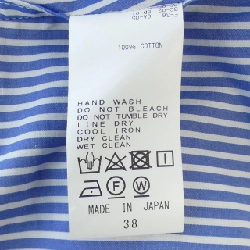 100% COTTON
HAND WASH
DO NOT BLEACH
DO NOT TUMBLE DRY
LINE DRY
COOL IRON
DRY CLEAN
WET CLEAN
F
W
MADE IN JAPAN
38